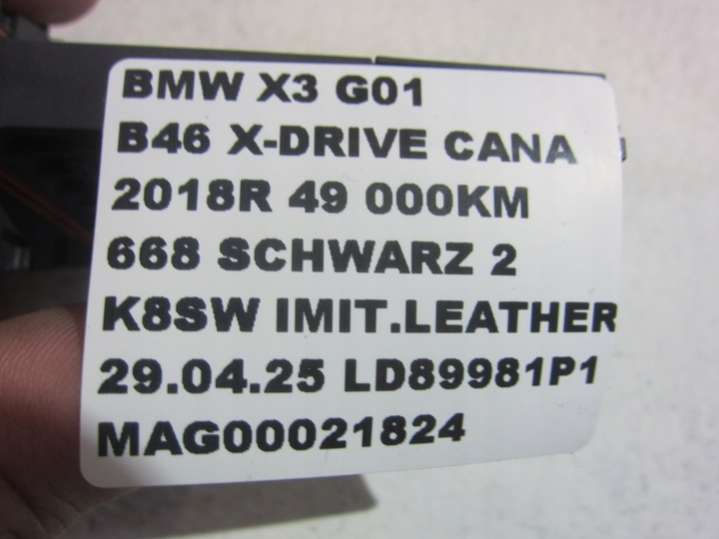 BMW X3 G01
B46 X-DRIVE CANA
2018R 49 000KM
668 SCHWARZ 2
K8SW IMIT.LEATHER
29.04.25 LD89981P1
MAG00021824